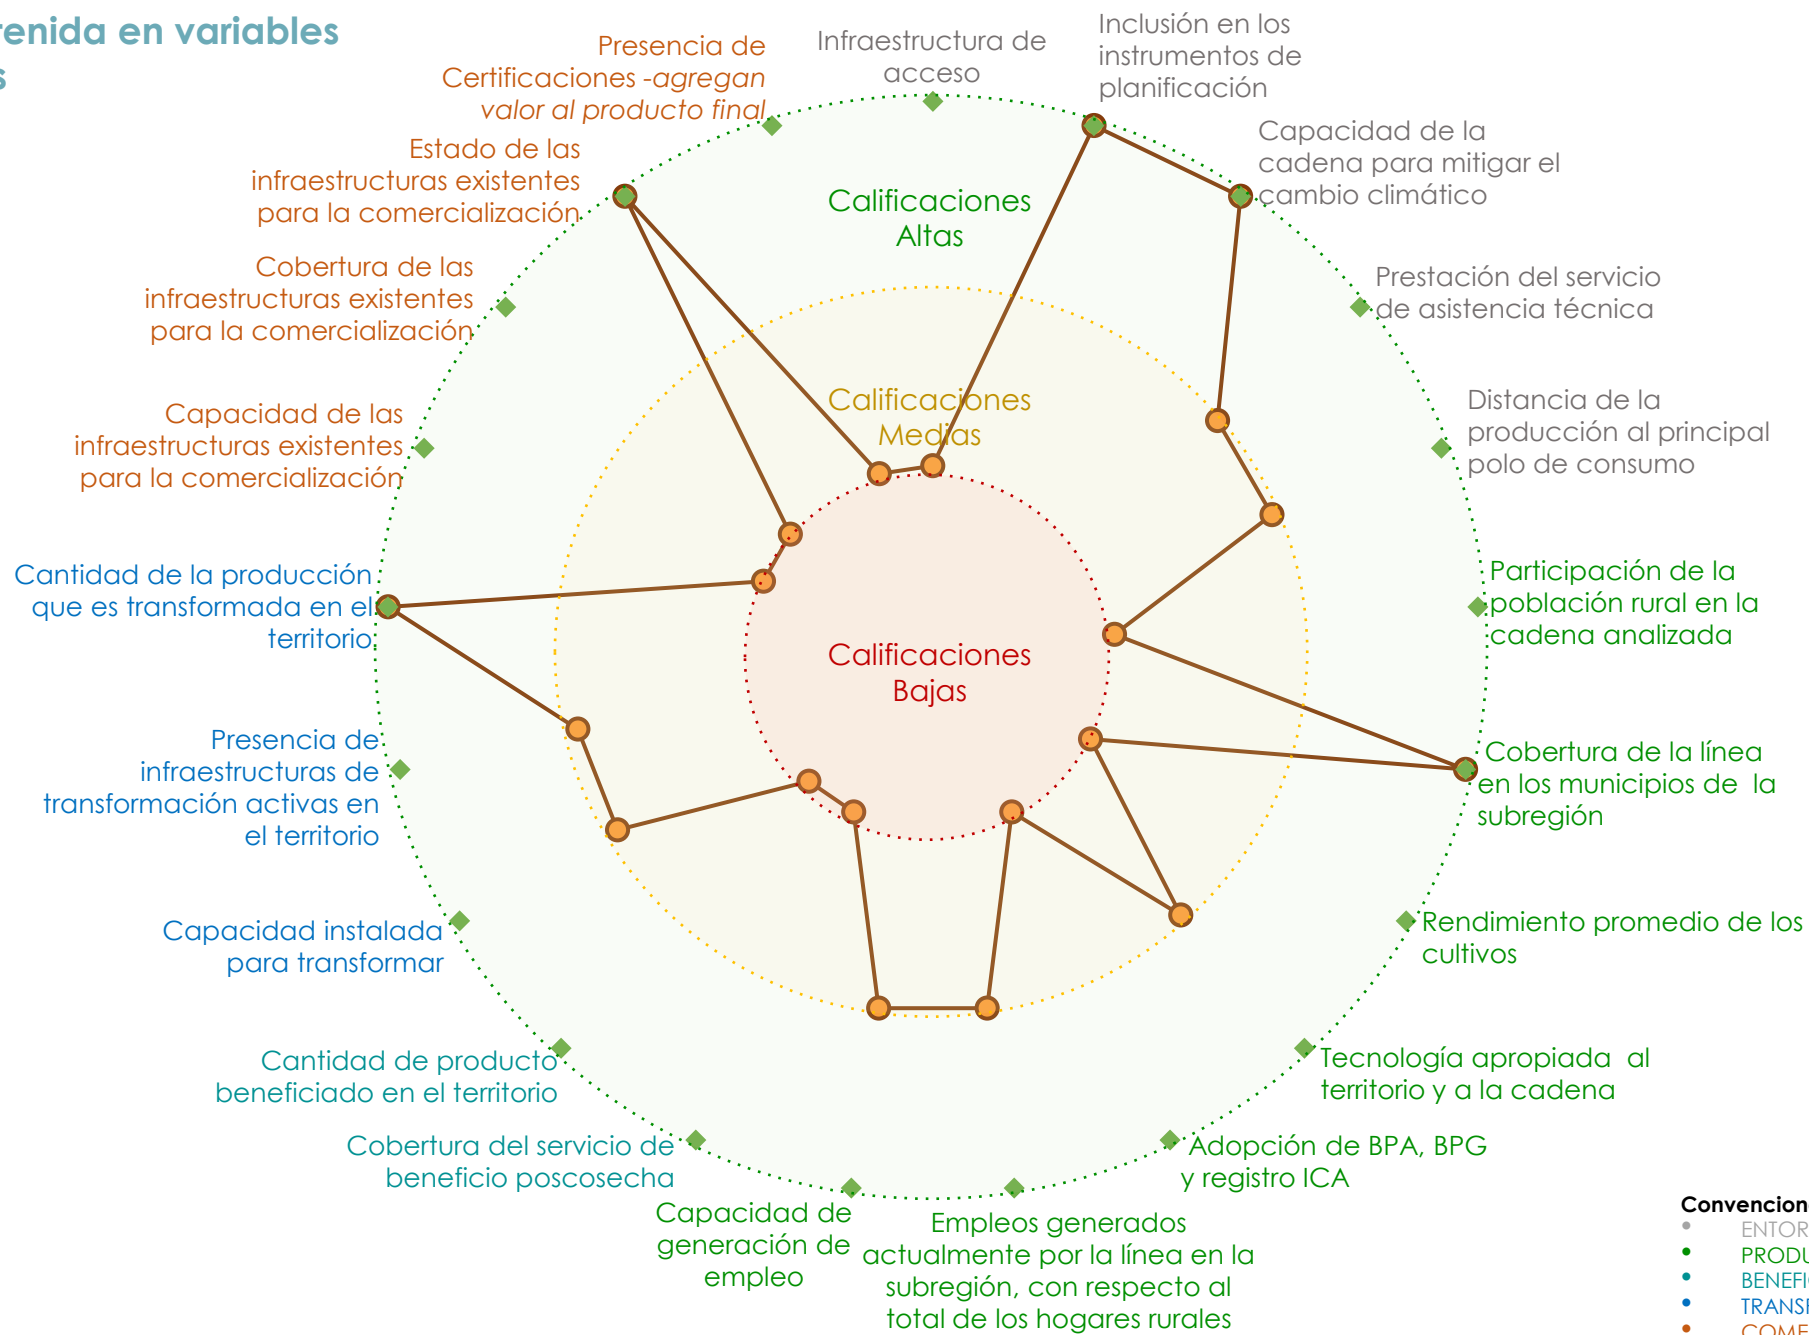 tenida en variables
s
Presencia de
Certificaciones -agregan
valor al producto final
Infraestructura de
acceso
Inclusión en los
instrumentos de
planificación
Capacidad de la
cadena para mitigar el
cambio climático
Prestación del servicio
de asistencia técnica
Distancia de la
producción al principal
polo de consumo
Participación de la
población rural en la
cadena analizada
Cobertura de la línea
en los municipios de la
subregión
Rendimiento promedio de los
cultivos
Tecnología apropiada al
territorio y a la cadena
Adopción de BPA, BPG
y registro ICA
Empleos generados
actualmente por la línea en la
subregión, con respecto al
total de los hogares rurales
Capacidad de
generación de
empleo
Cobertura del servicio de
beneficio poscosecha
Cantidad de producto
beneficiado en el territorio
Capacidad instalada
para transformar
Presencia de
infraestructuras de
transformación activas en
el territorio
Cantidad de la producción
que es transformada en el
territorio
Capacidad de las
infraestructuras existentes
para la comercialización
Cobertura de las
infraestructuras existentes
para la comercialización
Estado de las
infraestructuras existentes
para la comercialización
Calificaciones
Altas
Calificaciones
Medias
Calificaciones
Bajas
Convencion
ENTOR
PRODU
BENEFI
TRANSF
COME